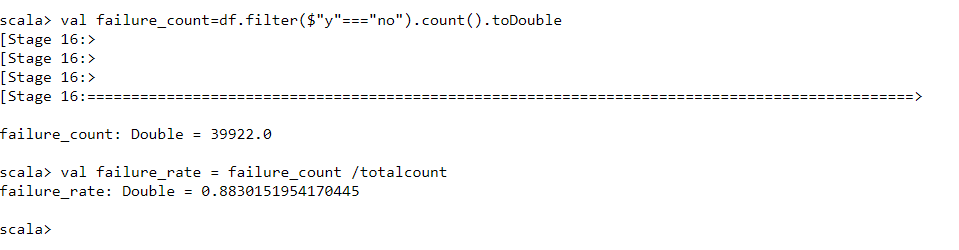 scala> val failure_count=df.filter($"y"==="no").count().toDouble
[Stage 16:>
[Stage 16:>
[Stage 16:>
[Stage 16:==============================================================================================>
failure_count: Double = 39922.0
scala> val failure_rate = failure_count /totalcount
failure_rate: Double = 0.8830151954170445
scala>